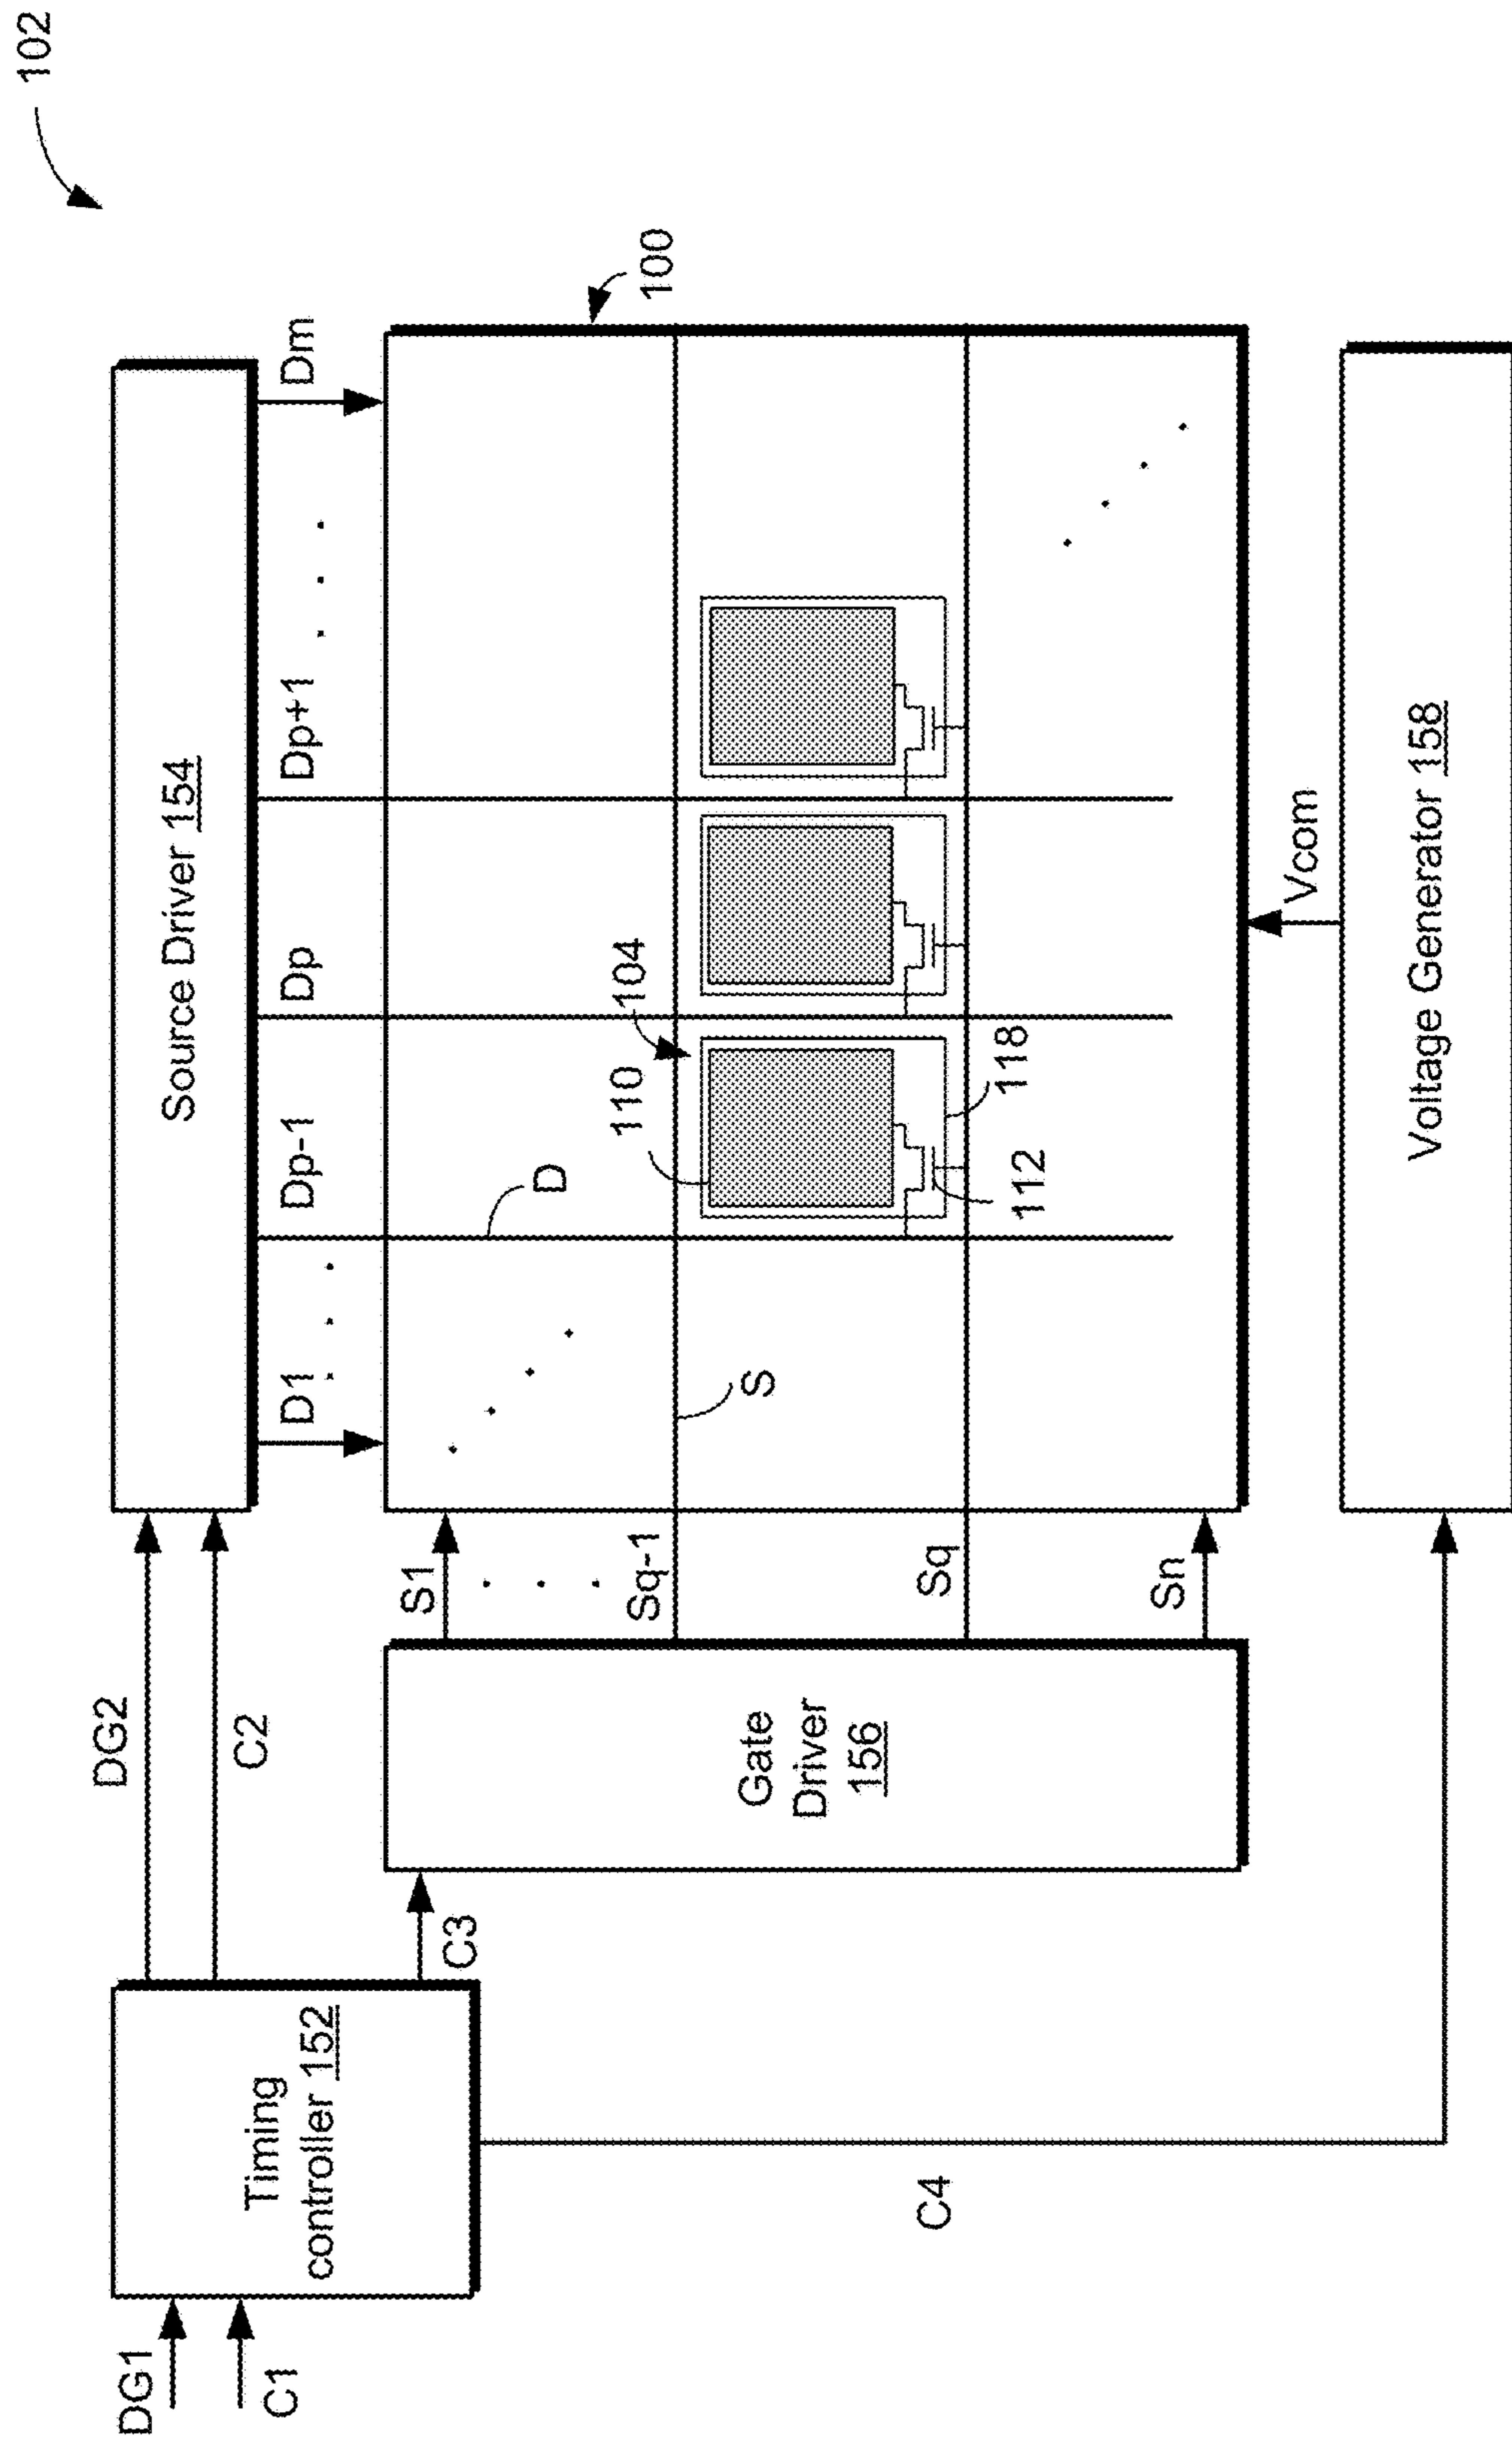 102
Source Driver 154
DG2
C2
D1
Dp-1
Dp
Dp+1
Dm
DG1
C1
Timing
controller 152
C3
Gate
Driver
156
S1
Sq-1
Sq
Sn
100
D
S
110
104
112
118
C4
Vcom
Voltage Generator 158